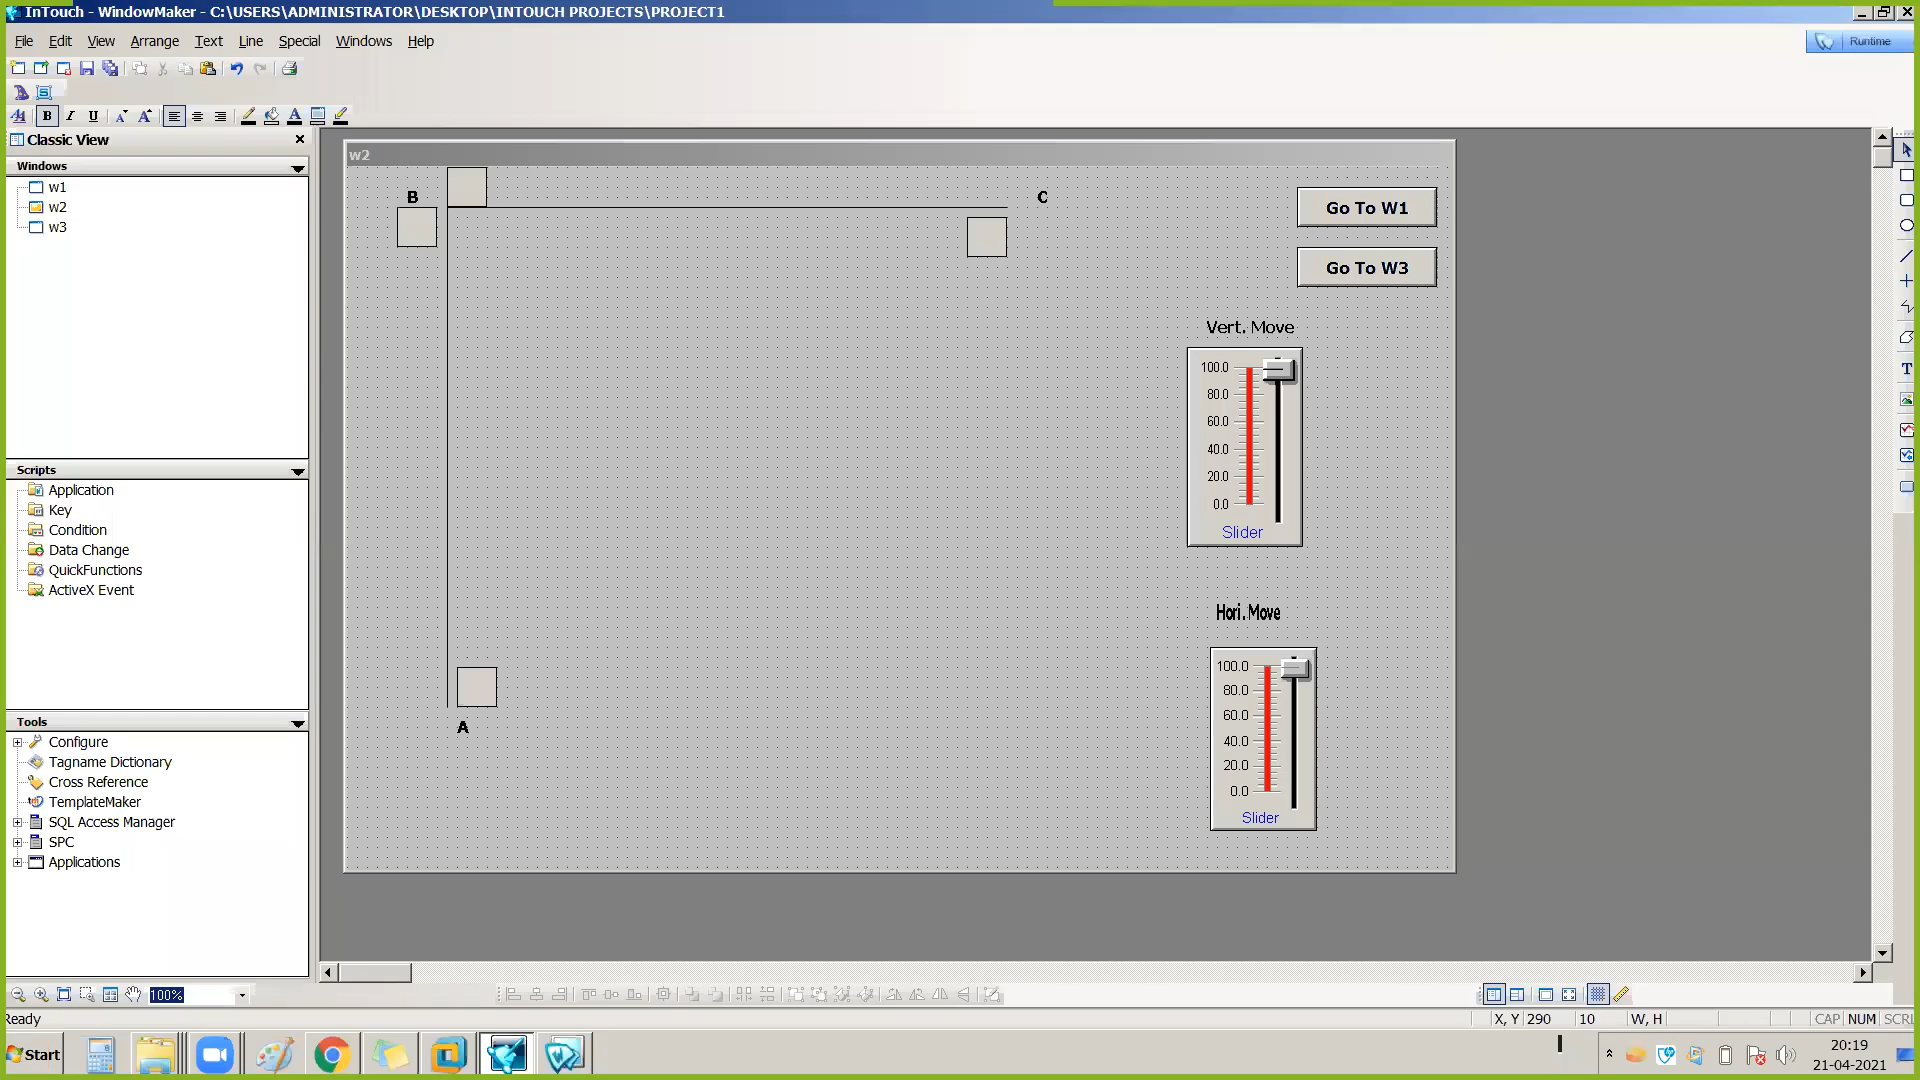 InTouch - WindowMaker - C:\USERS\ADMINISTRATOR\DESKTOP\INTOUCH PROJECTS\PROJECT1
File Edit View Arrange Text Line Special Windows Help
Runtime
Classic View
Windows
w1
w2
w3
Scripts
Application
Key
Condition
Data Change
QuickFunctions
ActiveX Event
Tools
Configure
Tagname Dictionary
Cross Reference
TemplateMaker
SQL Access Manager
SPC
Applications
w2
B
C
A
Go To W1
Go To W3
Vert. Move
100.0
80.0
60.0
40.0
20.0
0.0
Slider
Hori. Move
100.0
80.0
60.0
40.0
20.0
0.0
Slider
100%
Ready
X, Y 290 10 W, H CAP NUM SCRL
Start
20:19
21-04-2021